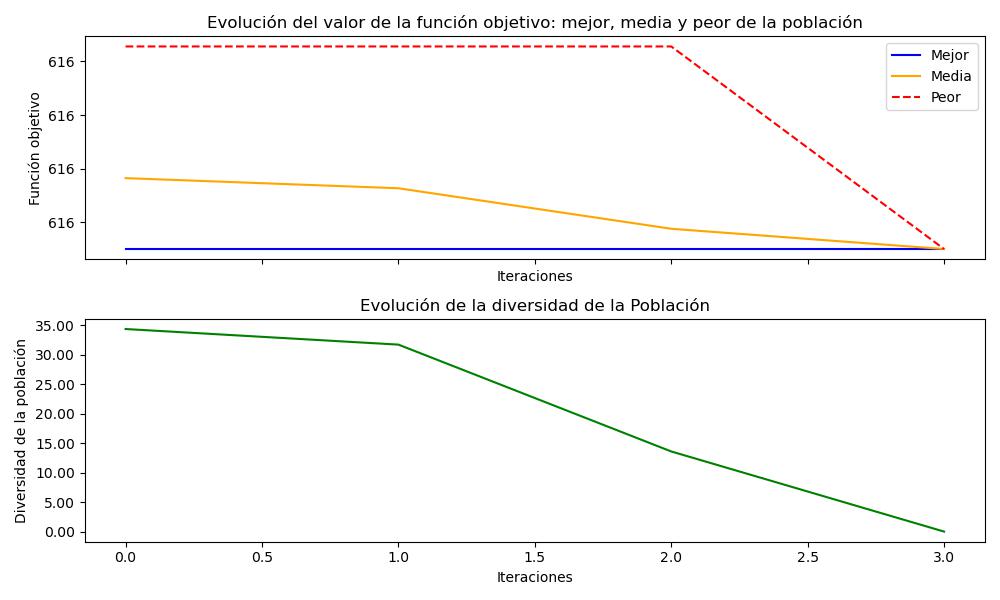 Evolución del valor de la función objetivo: mejor, media y peor de la población
616
616
616
616
Función objetivo
Mejor
Media
Peor
Iteraciones
Evolución de la diversidad de la Población
35.00
30.00
25.00
20.00
15.00
10.00
5.00
0.00
Diversidad de la población
0.0 0.5 1.0 1.5 2.0 2.5 3.0
Iteraciones